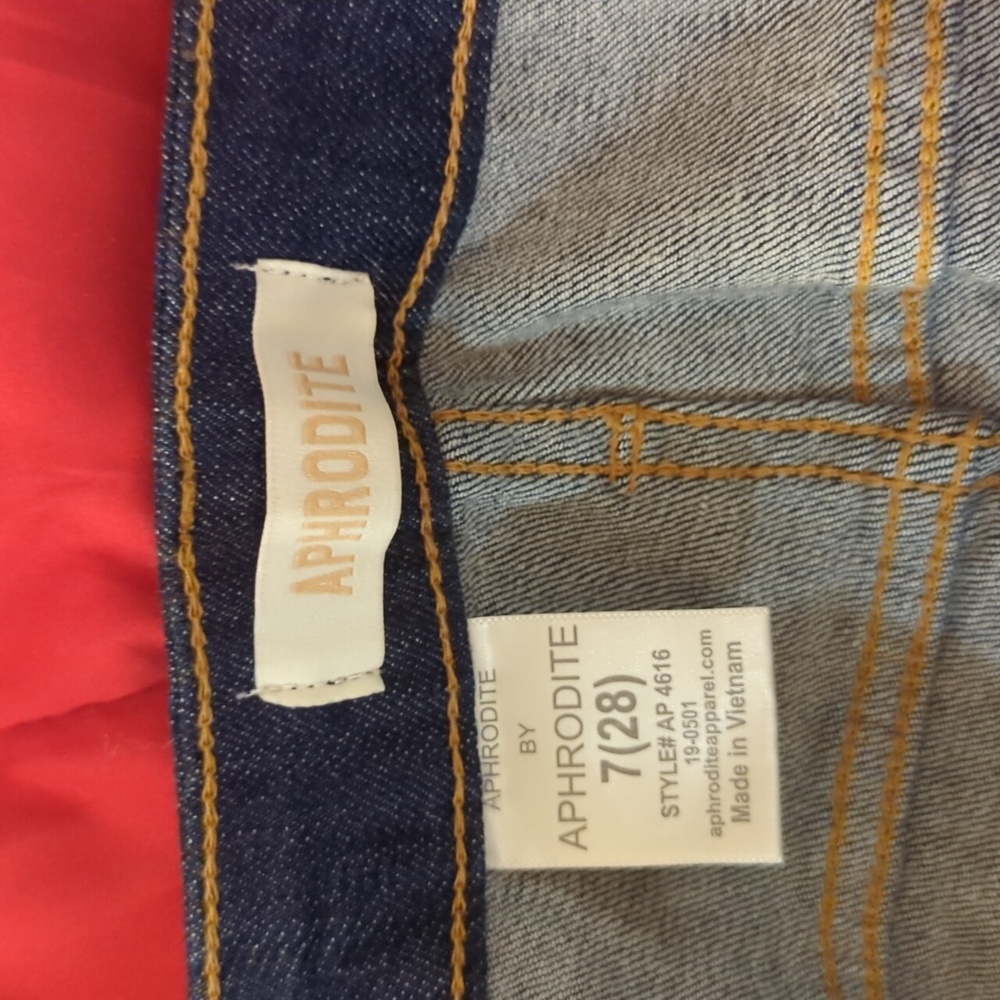 APHRODITE
APHRODITE
BY
APHRODITE
7(28)
STYLE# AP 4616
19-0501
aphroditeapparel.com
Made in Vietnam